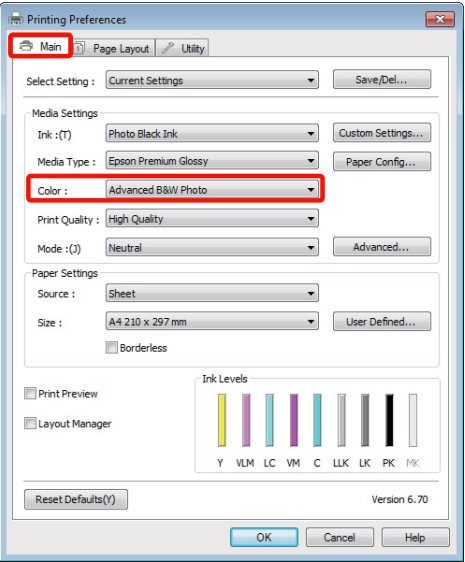 Printing Preferences
Main Page Layout Utility
Select Setting : Current Settings Save/Del...
Media Settings
Ink :(T) Photo Black Ink Custom Settings...
Media Type : Epson Premium Glossy Paper Config...
Color : Advanced B&W Photo
Print Quality : High Quality
Mode :(J) Neutral Advanced...
Paper Settings
Source : Sheet
Size : A4 210 x 297 mm User Defined...
Borderless
Ink Levels
Print Preview
Layout Manager
Y VLM LC VM C LLK LK PK MK
Reset Defaults(Y) Version 6.70
OK Cancel Help